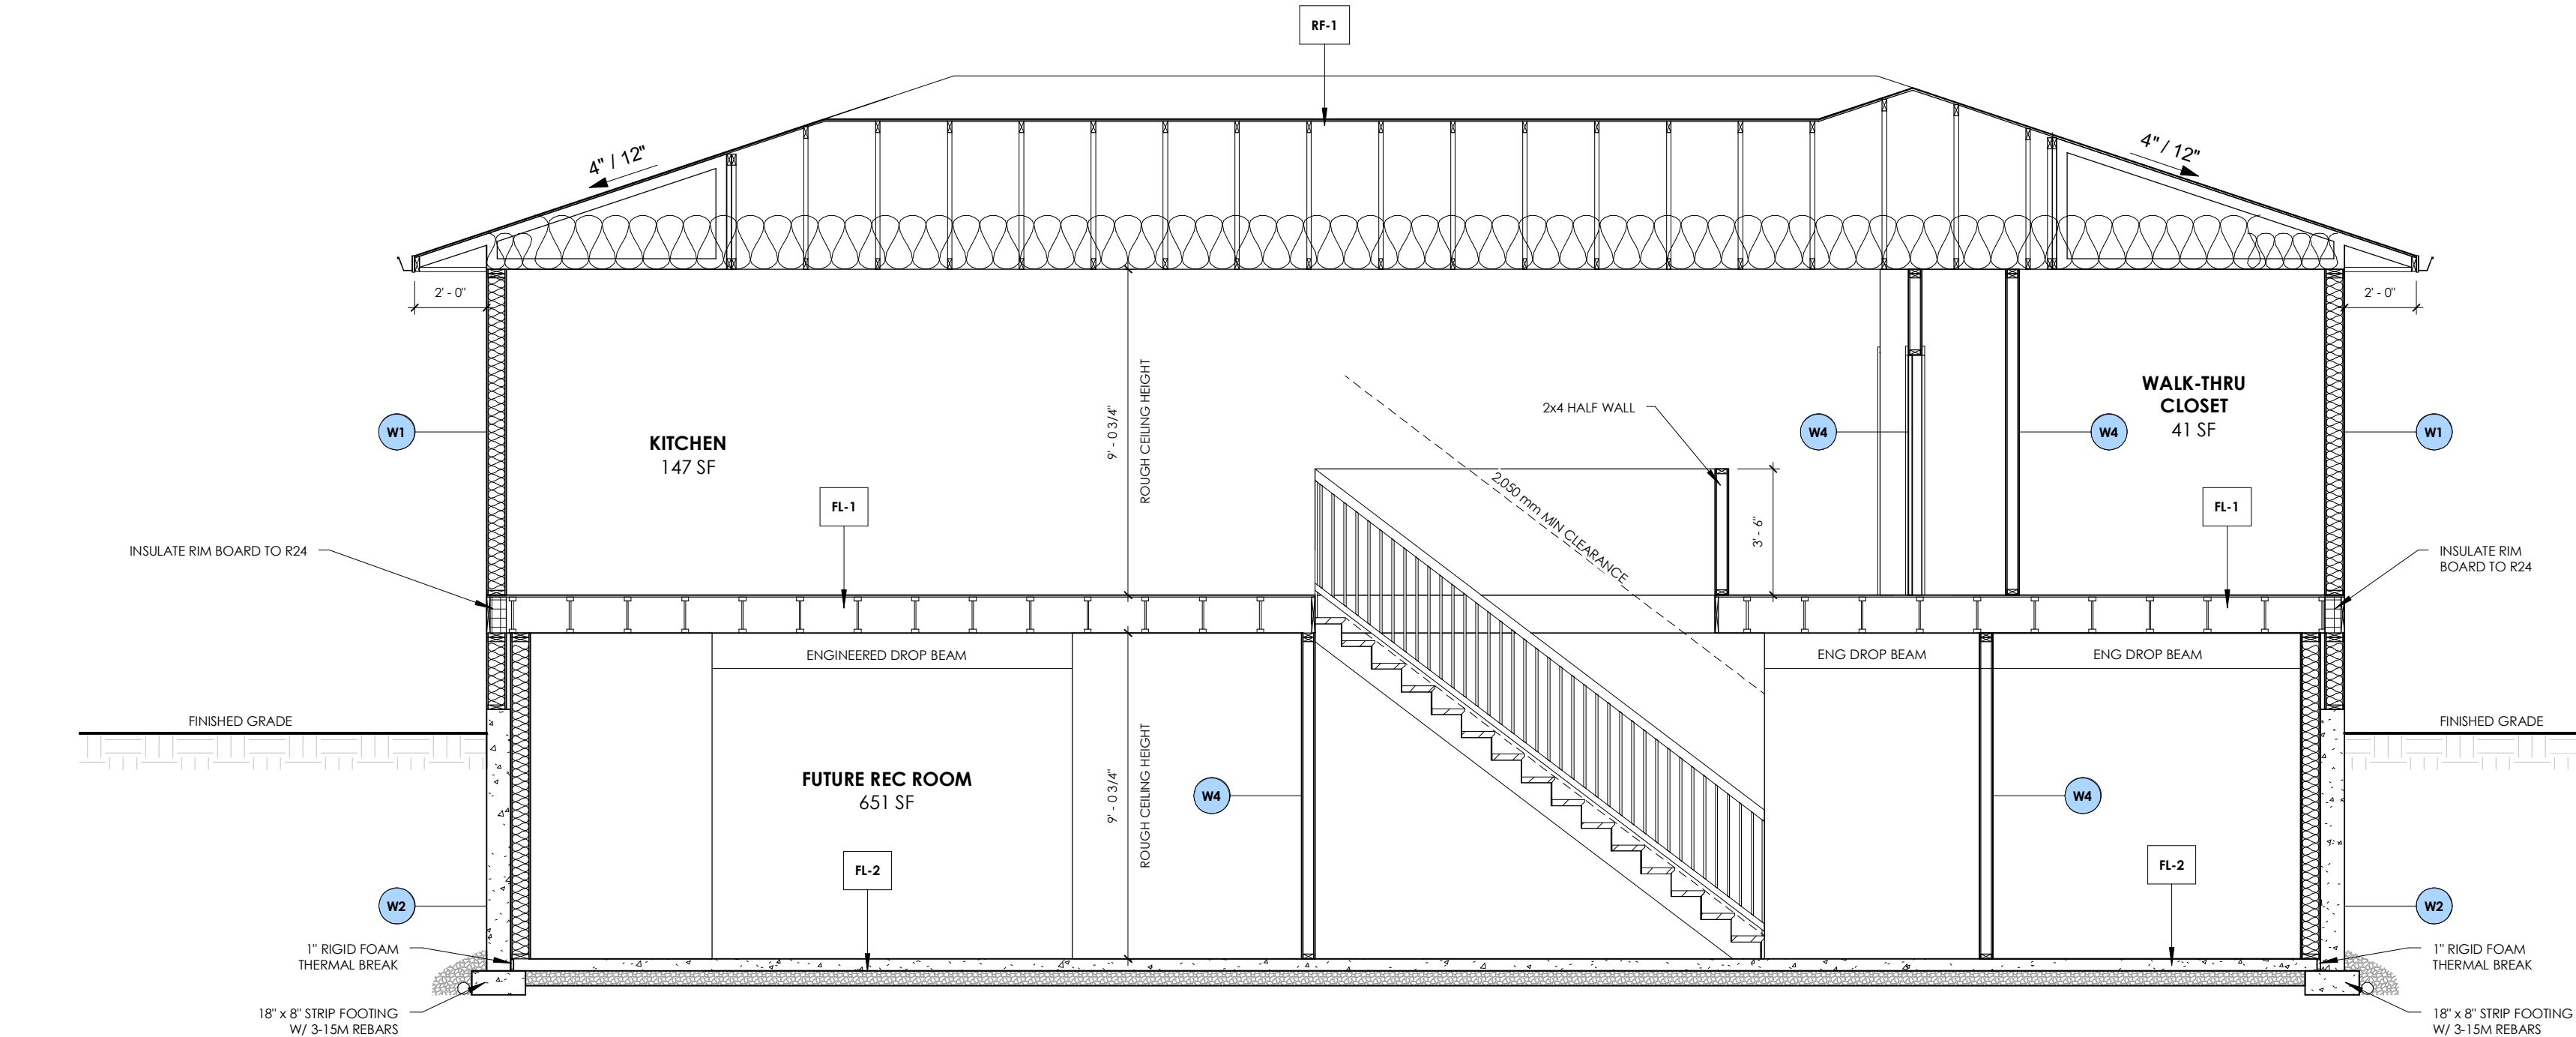 RF-1
4" / 12"
4" / 12"
2' - 0"
2' - 0"
9' - 0 3/4"
ROUGH CEILING HEIGHT
2x4 HALF WALL
WALK-THRU
CLOSET
41 SF
W1
KITCHEN
147 SF
W4
W4
W1
2,050 mm MIN CLEARANCE
FL-1
FL-1
3' - 6"
INSULATE RIM BOARD TO R24
INSULATE RIM
BOARD TO R24
ENGINEERED DROP BEAM
ENG DROP BEAM
ENG DROP BEAM
FINISHED GRADE
FINISHED GRADE
FUTURE REC ROOM
651 SF
9' - 0 3/4"
ROUGH CEILING HEIGHT
W4
W4
FL-2
FL-2
W2
W2
1" RIGID FOAM
THERMAL BREAK
1" RIGID FOAM
THERMAL BREAK
18" x 8" STRIP FOOTING
W/ 3-15M REBARS
18" x 8" STRIP FOOTING
W/ 3-15M REBARS